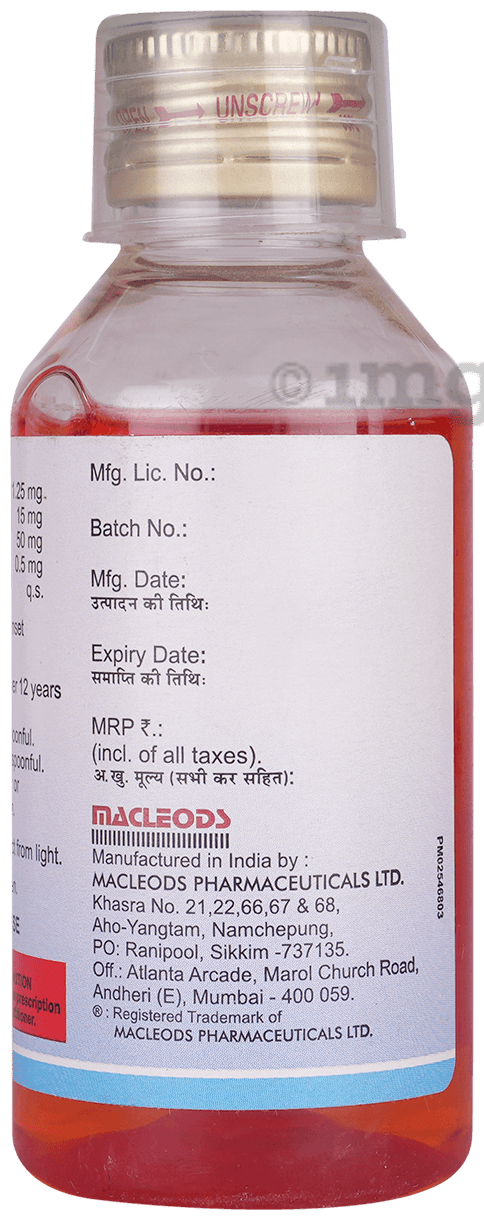 UNSCREW
©1mg
1.25 mg
15 mg
50 mg
0.5 mg
q.s.
12 years
from light.
Mfg. Lic. No.:
Batch No.:
Mfg. Date:
उत्पादन की तिथिः
Expiry Date:
समाप्ति की तिथिः
MRP ₹.:
(incl. of all taxes).
अ.खु. मूल्य (सभी कर सहित):
MACLEODS
Manufactured in India by :
MACLEODS PHARMACEUTICALS LTD.
Khasra No. 21,22,66,67 & 68,
Aho-Yangtam, Namchepung,
PO: Ranipool, Sikkim -737135.
Off.: Atlanta Arcade, Marol Church Road,
Andheri (E), Mumbai - 400 059.
® : Registered Trademark of
MACLEODS PHARMACEUTICALS LTD.
PM02546803